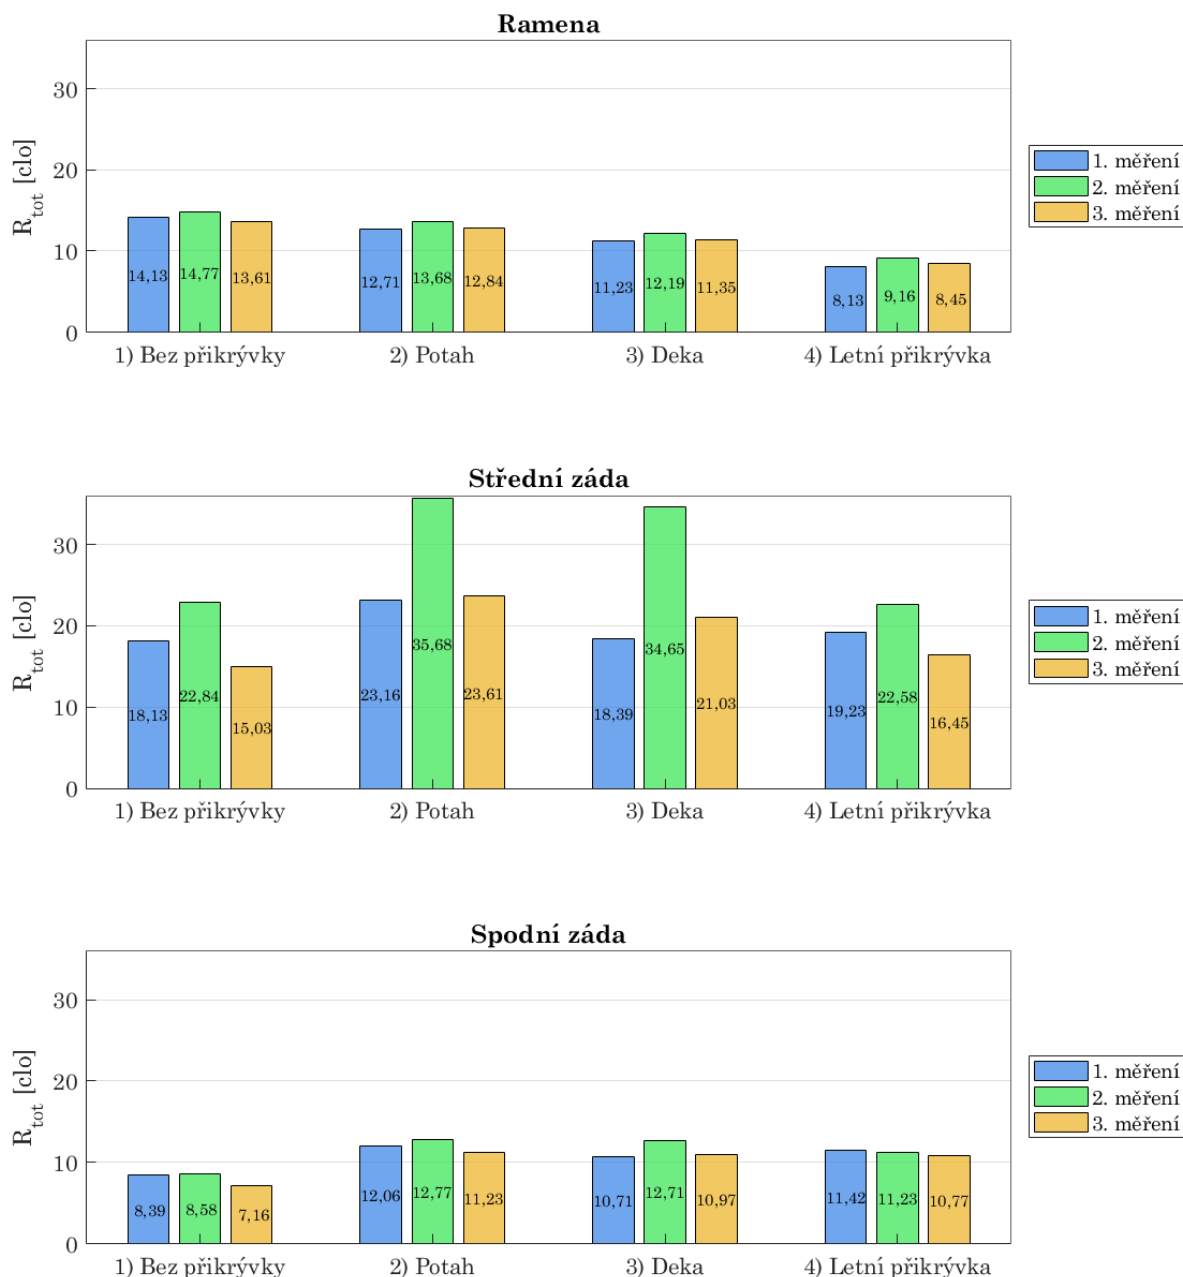 Ramena
R_tot [clo]
30
20
10
0
14,13 14,77 13,61 12,71 13,68 12,84 11,23 12,19 11,35 8,13 9,16 8,45
1) Bez přikrývky 2) Potah 3) Deka 4) Letní přikrývka
1. měření
2. měření
3. měření
Střední záda
R_tot [clo]
30
20
10
0
18,13 22,84 15,03 23,16 35,68 23,61 18,39 34,65 21,03 19,23 22,58 16,45
1) Bez přikrývky 2) Potah 3) Deka 4) Letní přikrývka
1. měření
2. měření
3. měření
Spodní záda
R_tot [clo]
30
20
10
0
8,39 8,58 7,16 12,06 12,77 11,23 10,71 12,71 10,97 11,42 11,23 10,77
1) Bez přikrývky 2) Potah 3) Deka 4) Letní přikrývka
1. měření
2. měření
3. měření